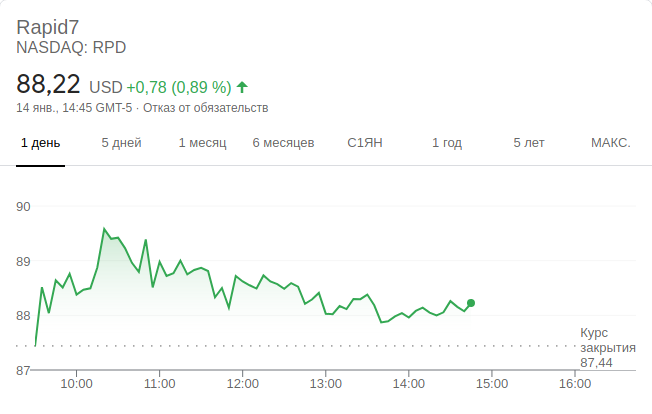 Rapid7
NASDAQ: RPD
88,22 USD +0,78 (0,89 %)
14 янв., 14:45 GMT-5 · Отказ от обязательств
1 день 5 дней 1 месяц 6 месяцев С1ЯН 1 год 5 лет МАКС.
90
89
88
Курс
закрытия
87,44
87
10:00 11:00 12:00 13:00 14:00 15:00 16:00